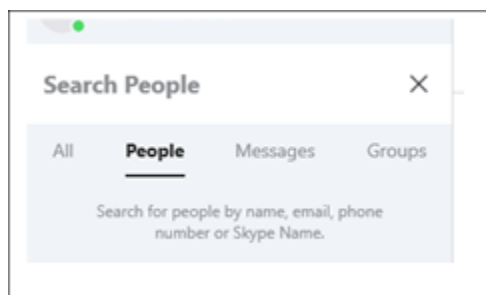 Search People
All People Messages Groups
Search for people by name, email, phone
number or Skype Name.